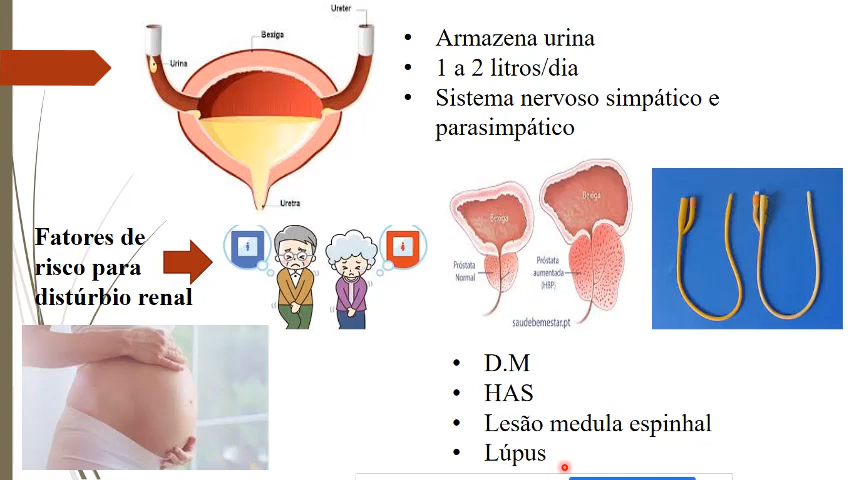 Ureter
Bexiga
Urina
Uretra
Armazena urina
1 a 2 litros/dia
Sistema nervoso simpático e
parasimpático
Fatores de
risco para
distúrbio renal
Bexiga
Bexiga
Próstata
Normal
Próstata
aumentada
(HBP)
saudebemestar.pt
D.M
HAS
Lesão medula espinhal
Lúpus